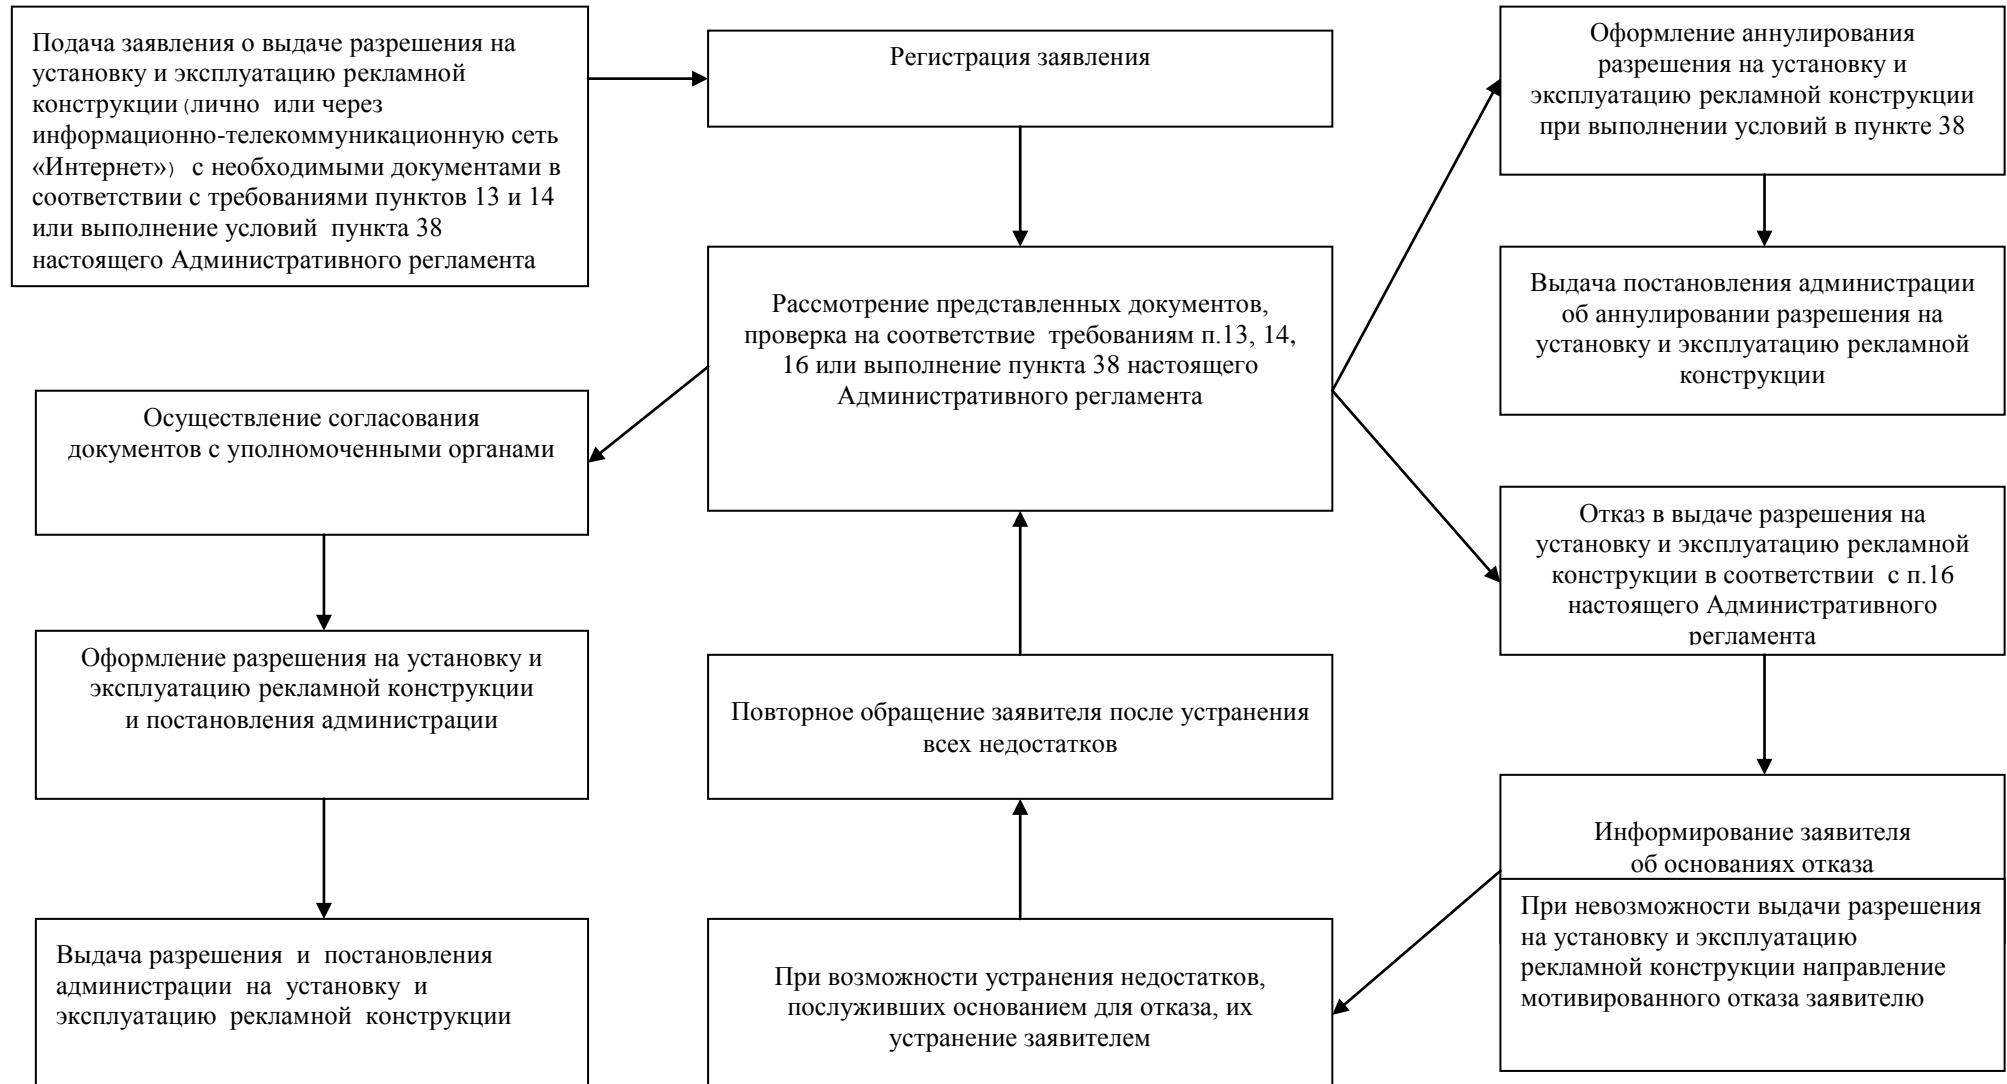 Подача заявления о выдаче разрешения на
установку и эксплуатацию рекламной
конструкции (лично или через
информационно-телекоммуникационную сеть
«Интернет») с необходимыми документами в
соответствии с требованиями пунктов 13 и 14
или выполнение условий пункта 38
настоящего Административного регламента
Регистрация заявления
Оформление аннулирования
разрешения на установку и
эксплуатацию рекламной конструкции
при выполнении условий в пункте 38
Рассмотрение представленных документов,
проверка на соответствие требованиям п.13, 14,
16 или выполнение пункта 38 настоящего
Административного регламента
Выдача постановления администрации
об аннулировании разрешения на
установку и эксплуатацию рекламной
конструкции
Осуществление согласования
документов с уполномоченными органами
Отказ в выдаче разрешения на
установку и эксплуатацию рекламной
конструкции в соответствии с п.16
настоящего Административного
регламента
Оформление разрешения на установку и
эксплуатацию рекламной конструкции
и постановления администрации
Повторное обращение заявителя после устранения
всех недостатков
Информирование заявителя
об основаниях отказа
При невозможности выдачи разрешения
на установку и эксплуатацию
рекламной конструкции направление
мотивированного отказа заявителю
Выдача разрешения и постановления
администрации на установку и
эксплуатацию рекламной конструкции
При возможности устранения недостатков,
послуживших основанием для отказа, их
устранение заявителем